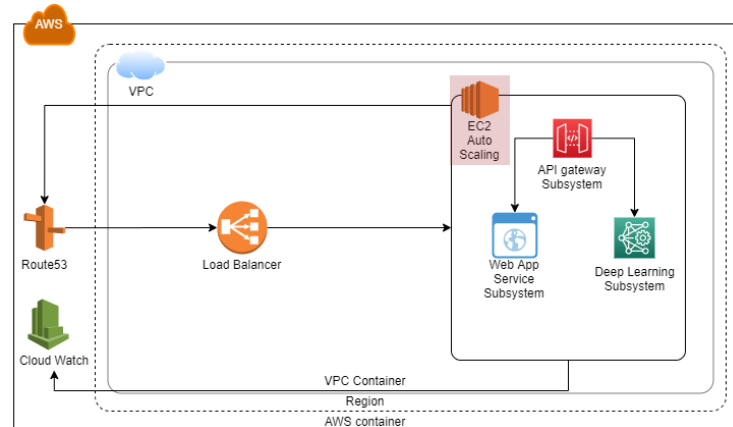 AWS
VPC
EC2
Auto
Scaling
API gateway
Subsystem
Route53
Load Balancer
Web App
Service
Subsystem
Deep Learning
Subsystem
Cloud Watch
VPC Container
Region
AWS container